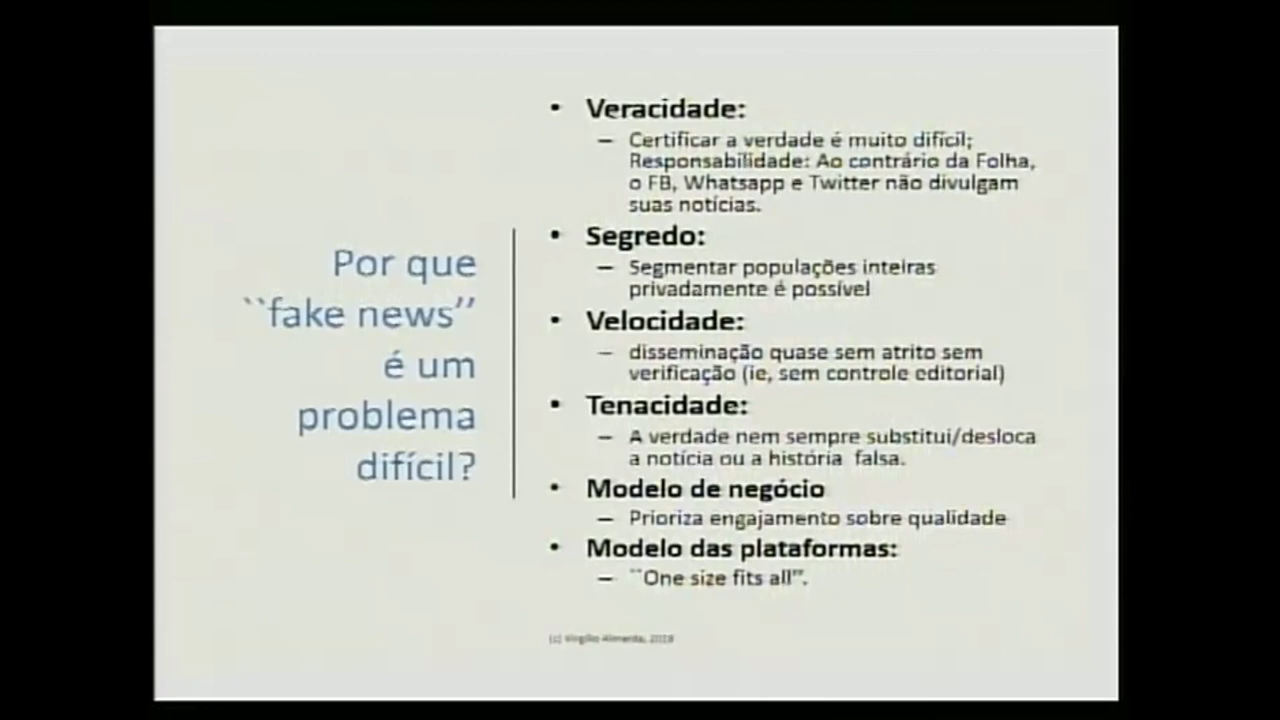 Por que
``fake news’’
é um
problema
difícil?
• Veracidade:
– Certificar a verdade é muito difícil;
Responsabilidade: Ao contrário da Folha,
o FB, Whatsapp e Twitter não divulgam
suas notícias.
• Segredo:
– Segmentar populações inteiras
privadamente é possível
• Velocidade:
– disseminação quase sem atrito sem
verificação (ie, sem controle editorial)
• Tenacidade:
– A verdade nem sempre substitui/desloca
a notícia ou a história falsa.
• Modelo de negócio
– Prioriza engajamento sobre qualidade
• Modelo das plataformas:
– ``One size fits all”.
(c) Virgilio Almeida, 2018